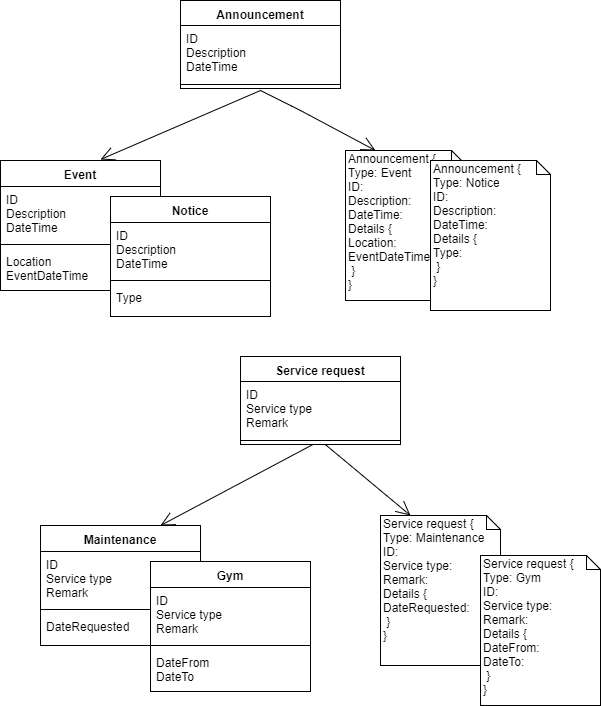 Announcement
ID
Description
DateTime
Event
ID
Description
DateTime
Location
EventDateTime
Notice
ID
Description
DateTime
Type
Announcement {
Type: Event
ID:
Description:
DateTime:
Details {
Location:
EventDateTime
}
}
Announcement {
Type: Notice
ID:
Description:
DateTime:
Details {
Type:
}
}
Service request
ID
Service type
Remark
Maintenance
ID
Service type
Remark
DateRequested
Gym
ID
Service type
Remark
DateFrom
DateTo
Service request {
Type: Maintenance
ID:
Service type:
Remark:
Details {
DateRequested:
}
}
Service request {
Type: Gym
ID:
Service type:
Remark:
Details {
DateFrom:
DateTo:
}
}